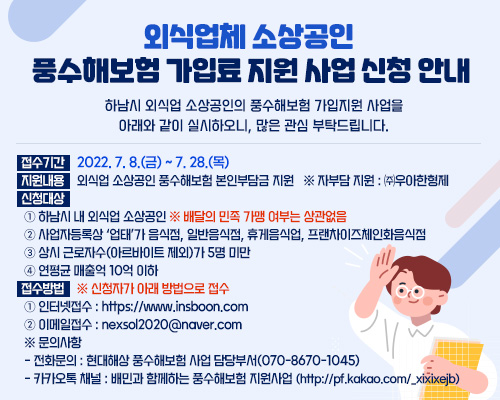 외식업체 소상공인
풍수해보험 가입료 지원 사업 신청 안내
하남시 외식업 소상공인의 풍수해보험 가입지원 사업을
아래와 같이 실시하오니, 많은 관심 부탁드립니다.
접수기간 2022. 7. 8.(금) ~ 7. 28.(목)
지원내용 외식업 소상공인 풍수해보험 본인부담금 지원 ※ 자부담 지원 : ㈜우아한형제
신청대상
① 하남시 내 외식업 소상공인 ※ 배달의 민족 가맹 여부는 상관없음
② 사업자등록상 '업태'가 음식점, 일반음식점, 휴게음식업, 프랜차이즈체인화음식점
③ 상시 근로자수(아르바이트 제외)가 5명 미만
④ 연평균 매출억 10억 이하
접수방법 ※ 신청자가 아래 방법으로 접수
① 인터넷접수 : https://www.insboon.com
② 이메일접수 : nexsol2020@naver.com
※ 문의사항
- 전화문의 : 현대해상 풍수해보험 사업 담당부서(070-8670-1045)
- 카카오톡 채널 : 배민과 함께하는 풍수해보험 지원사업 (http://pf.kakao.com/_xixixejb)